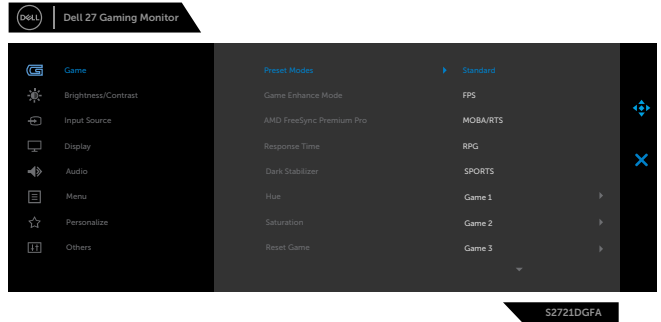 DELL Dell 27 Gaming Monitor
Game Preset Modes Standard
Brightness/Contrast Game Enhance Mode FPS
Input Source AMD FreeSync Premium Pro MOBA/RTS
Display Response Time RPG
Audio Dark Stabilizer SPORTS
Menu Hue Game 1
Personalize Saturation Game 2
Others Reset Game Game 3
S2721DGFA